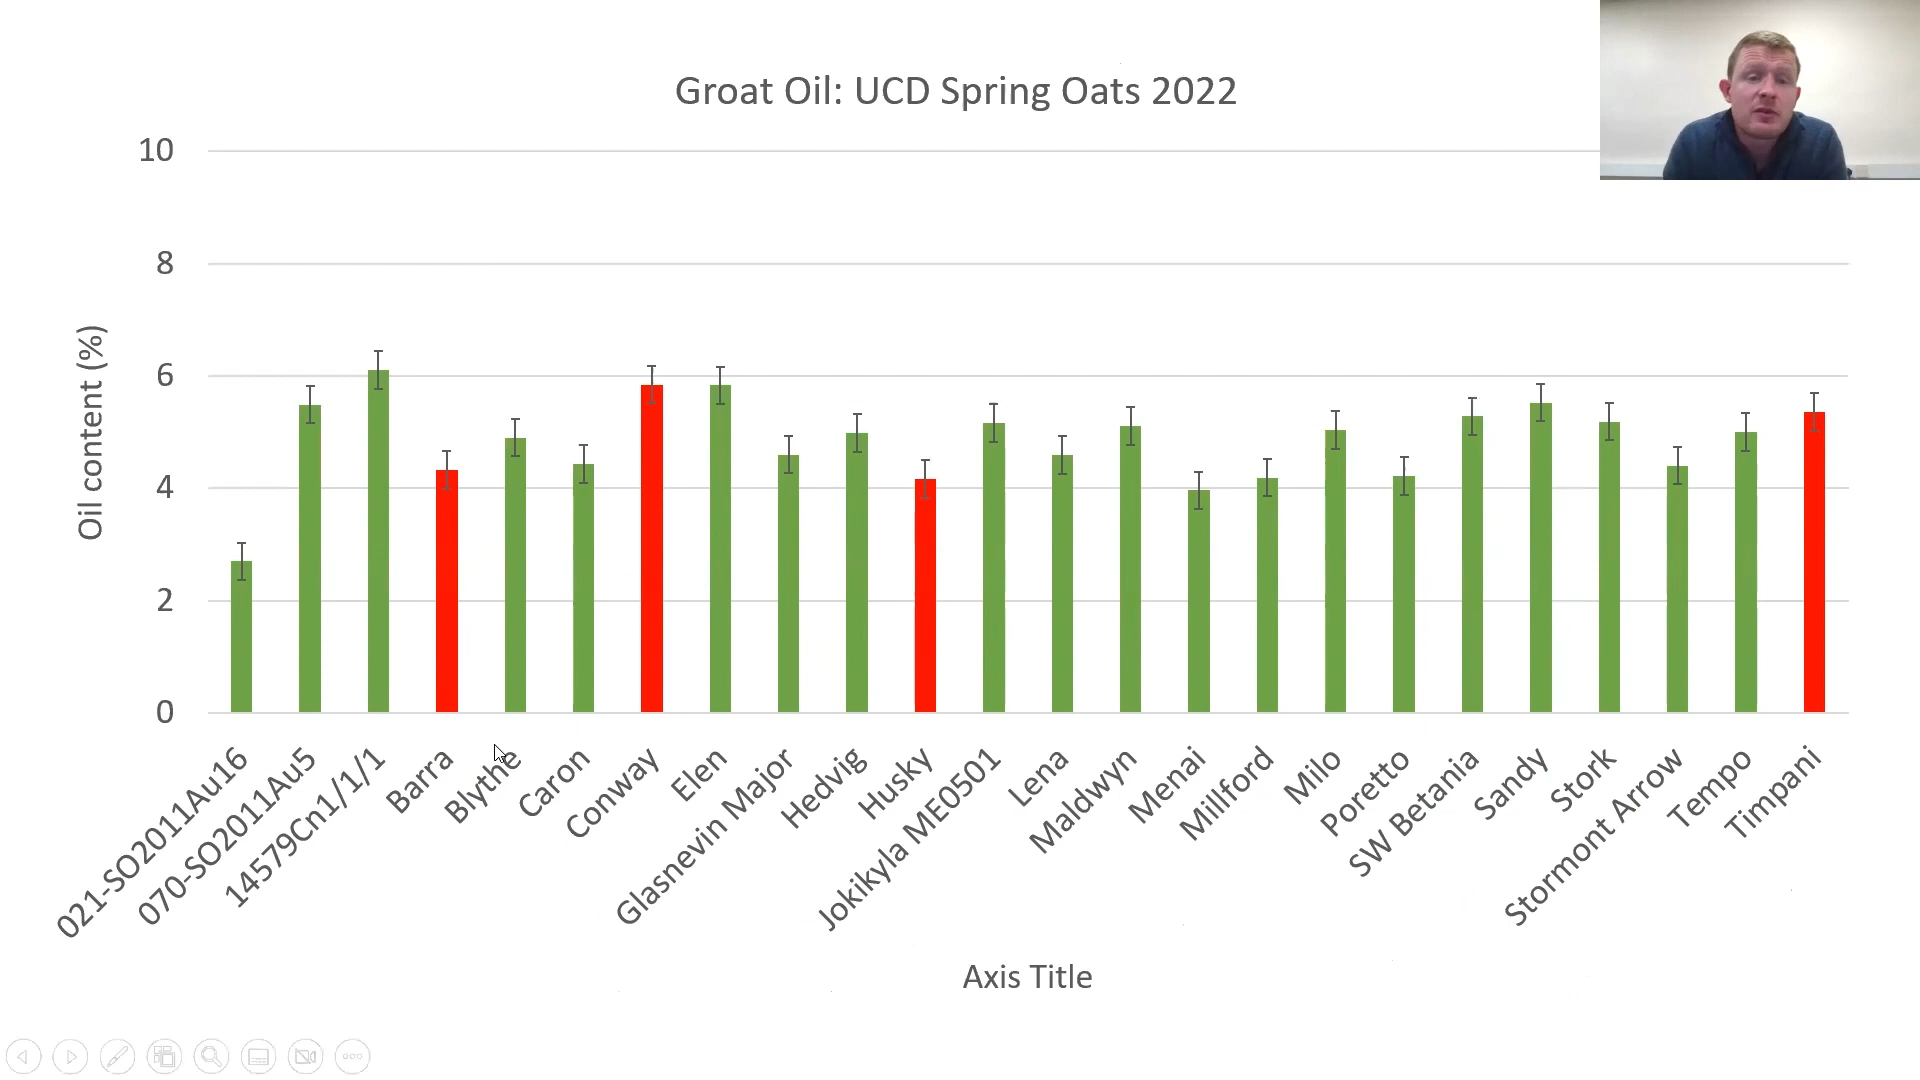 Groat Oil: UCD Spring Oats 2022
10
8
6
4
2
0
Oil content (%)
021-SO2011Au16
070-SO2011Au5
14579Cn1/1/1
Barra
Blythe
Caron
Conway
Elen
Glasnevin Major
Hedvig
Husky
Jokikyla ME0501
Lena
Maldwyn
Menai
Millford
Milo
Poretto
SW Betania
Sandy
Stork
Stormont Arrow
Tempo
Timpani
Axis Title